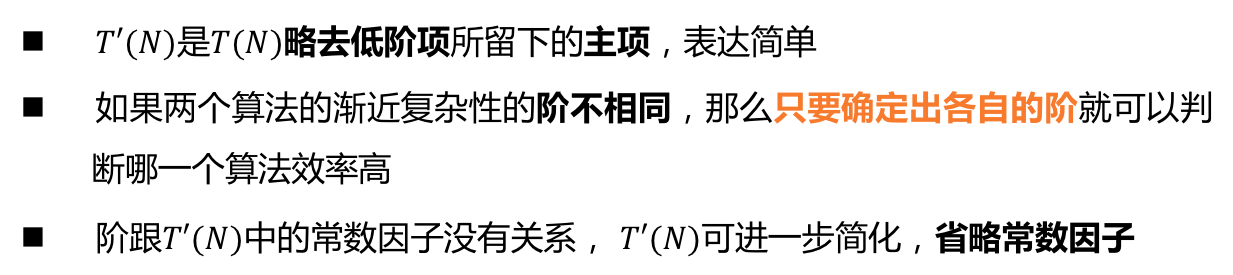 ■ T′(N)是T(N)略去低阶项所留下的主项，表达简单
■ 如果两个算法的渐近复杂性的阶不相同，那么只要确定出各自的阶就可以判
断哪一个算法效率高
■ 阶跟T′(N)中的常数因子没有关系， T′(N)可进一步简化，省略常数因子